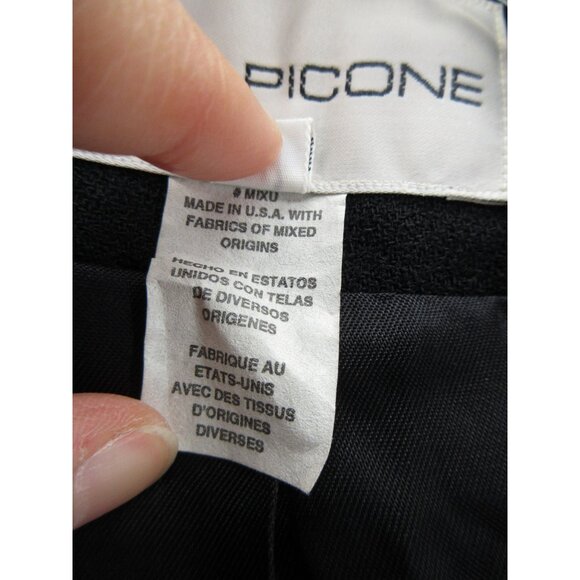 PICONE
# MIXU
MADE IN U.S.A. WITH
FABRICS OF MIXED
ORIGINS
HECHO EN ESTATOS
UNIDOS CON TELAS
DE DIVERSOS
ORIGENES
FABRIQUE AU
ETATS-UNIS
AVEC DES TISSUS
D'ORIGINES
DIVERSES